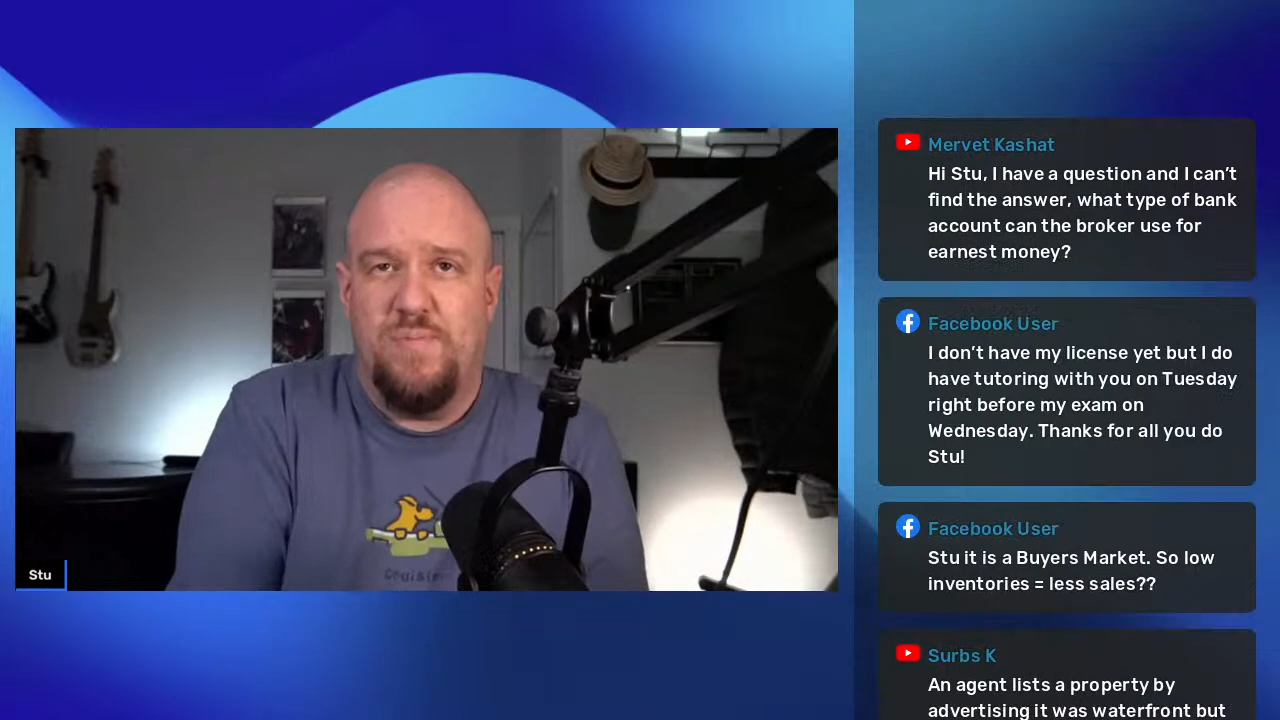 Mervet Kashat
Hi Stu, I have a question and I can't
find the answer, what type of bank
account can the broker use for
earnest money?
Facebook User
I don't have my license yet but I do
have tutoring with you on Tuesday
right before my exam on
Wednesday. Thanks for all you do
Stu!
Facebook User
Stu it is a Buyers Market. So low
inventories = less sales??
Surbs K
An agent lists a property by
advertising it was waterfront but
Stu